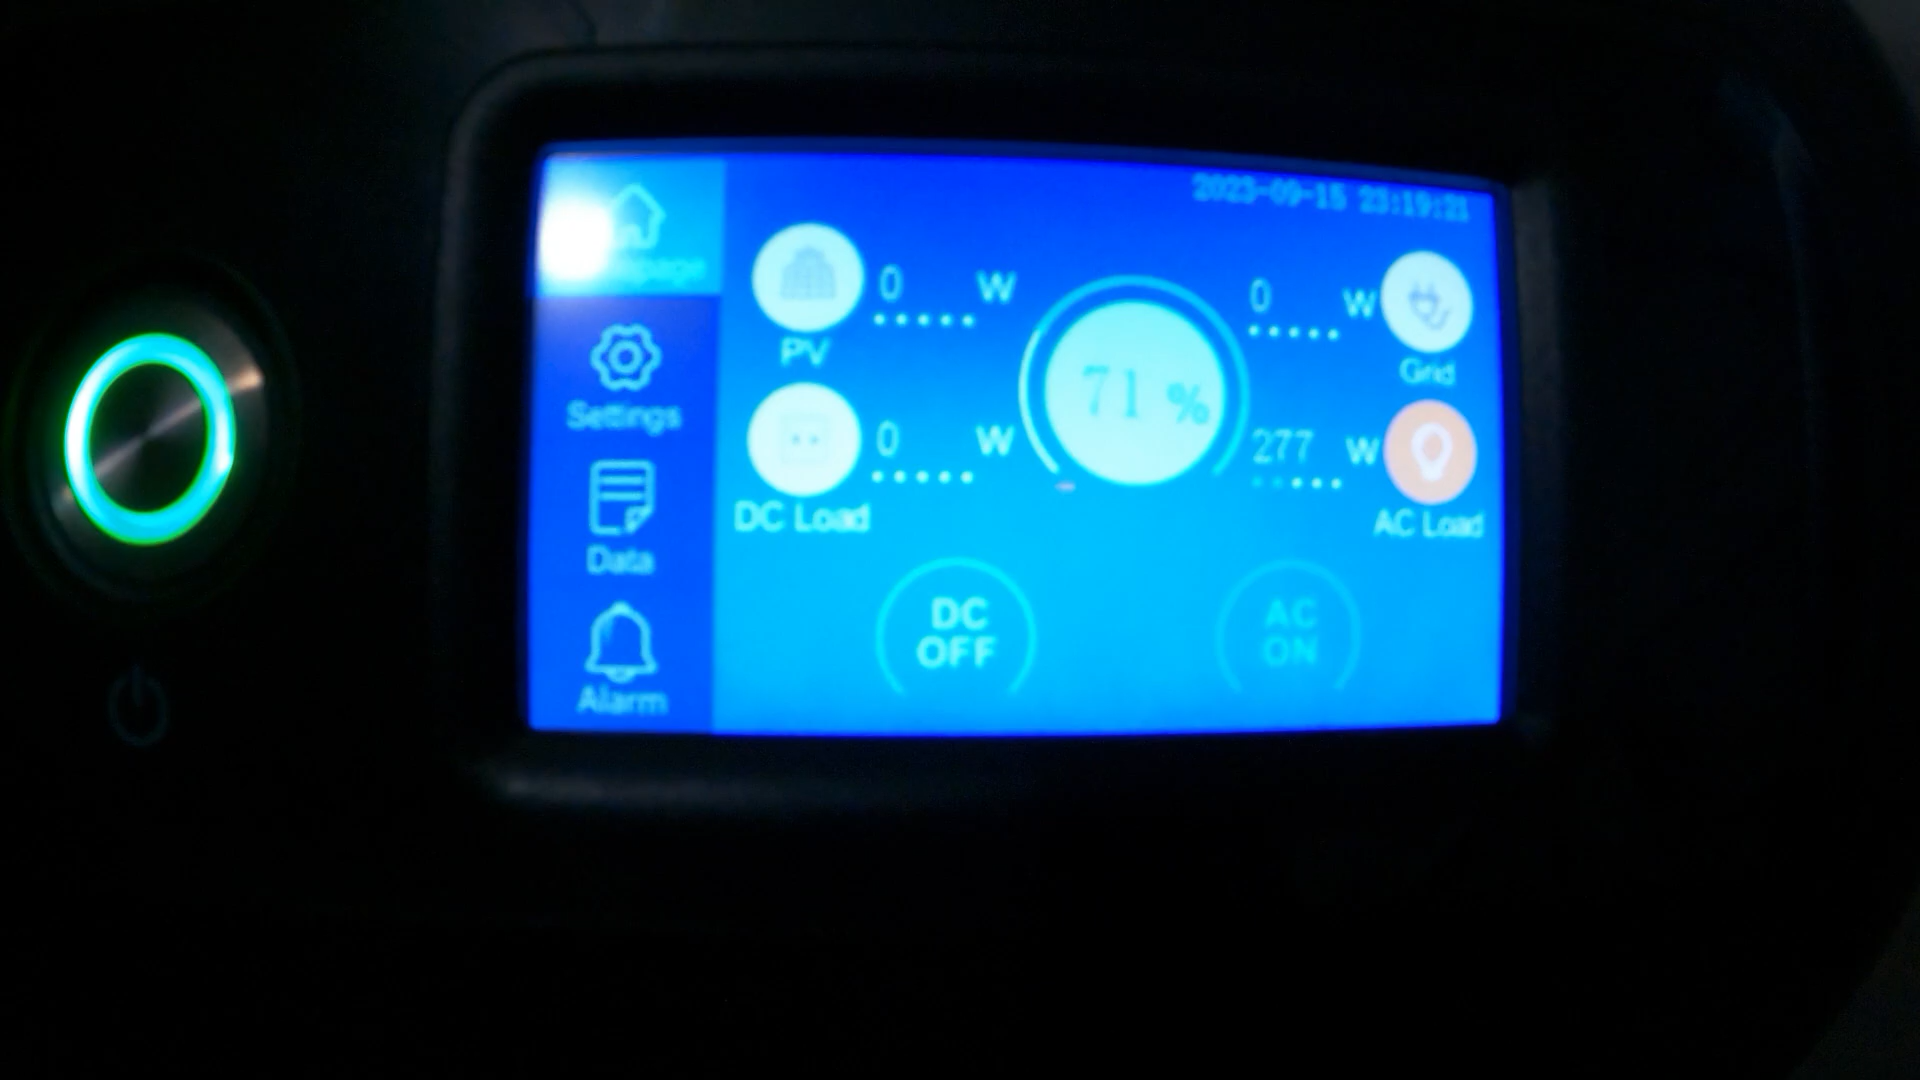 2023-09-15 23:19:21
0 W
PV
0 W
DC Load
71 %
0 W
Grid
277 W
AC Load
Settings
Data
Alarm
DC
OFF
AC
ON